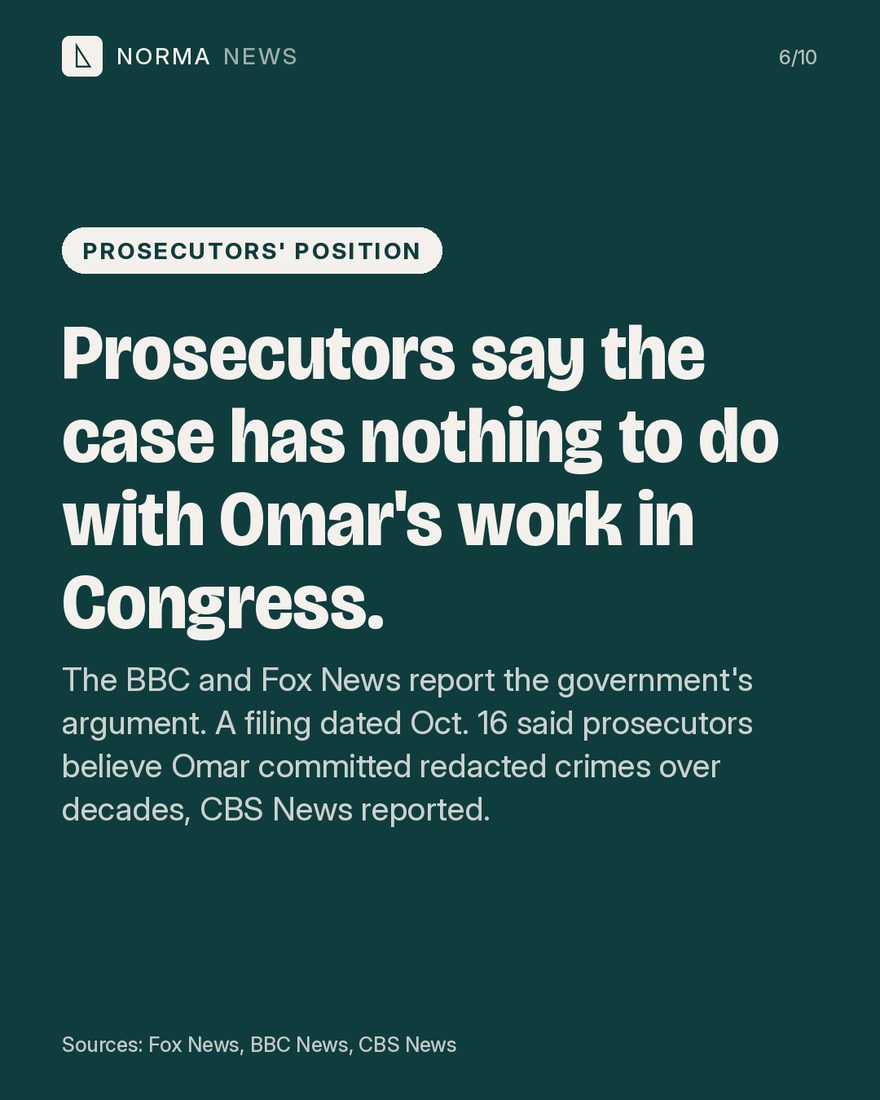 NORMA NEWS
6/10
PROSECUTORS' POSITION
Prosecutors say the
case has nothing to do
with Omar's work in
Congress.
The BBC and Fox News report the government's
argument. A filing dated Oct. 16 said prosecutors
believe Omar committed redacted crimes over
decades, CBS News reported.
Sources: Fox News, BBC News, CBS News